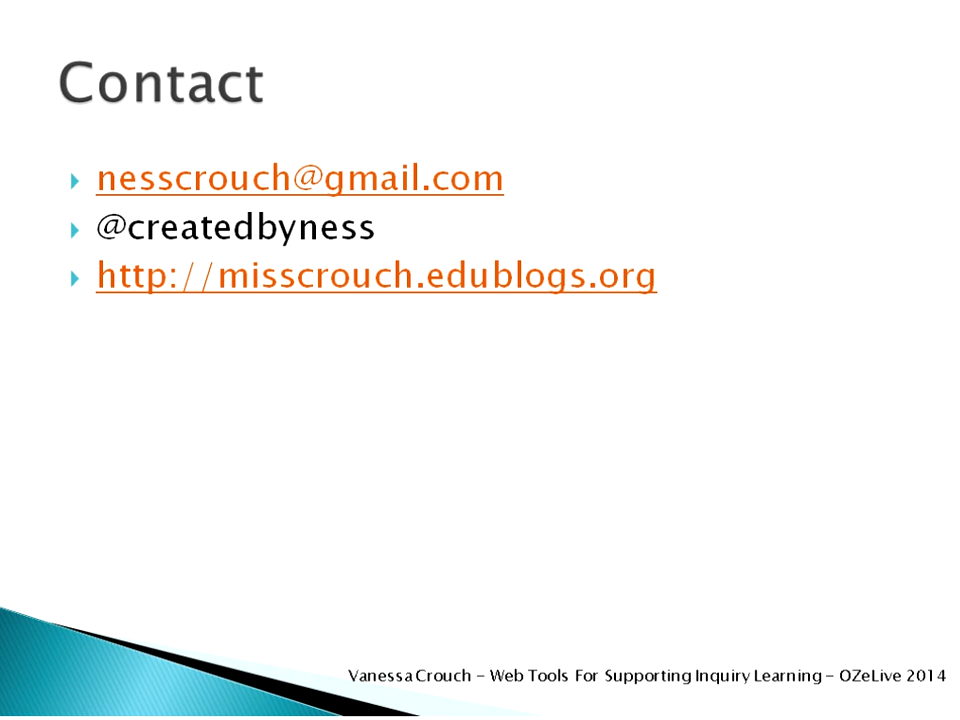 Contact
nesscrouch@gmail.com
@createdbyness
http://misscrouch.edublogs.org
Vanessa Crouch - Web Tools For Supporting Inquiry Learning - OZeLive 2014